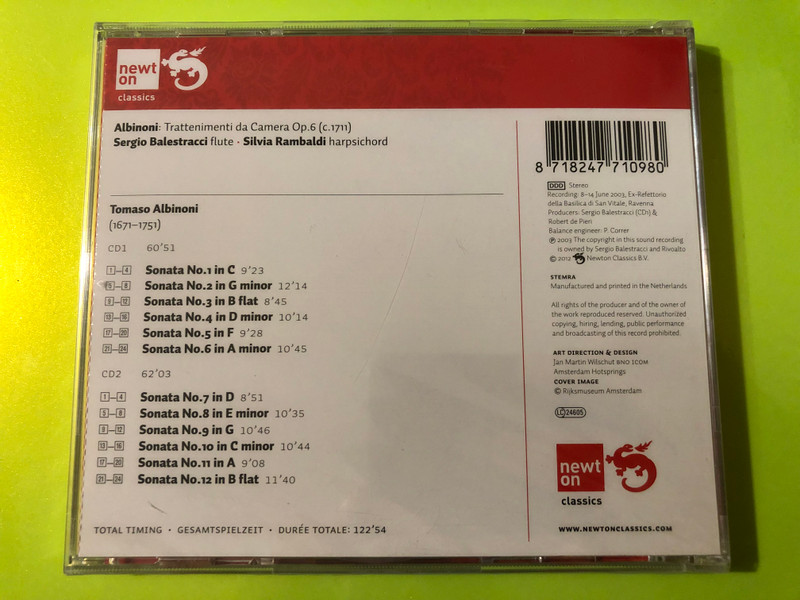 newt
on
classics
Albinoni: Trattenimenti da Camera Op.6 (c.1711)
Sergio Balestracci flute · Silvia Rambaldi harpsichord
Tomaso Albinoni
(1671–1751)
CD1 60'51
1–4 Sonata No.1 in C 9'23
5–8 Sonata No.2 in G minor 12'14
9–12 Sonata No.3 in B flat 8'45
13–16 Sonata No.4 in D minor 10'14
17–20 Sonata No.5 in F 9'28
21–24 Sonata No.6 in A minor 10'45
CD2 62'03
1–4 Sonata No.7 in D 8'51
5–8 Sonata No.8 in E minor 10'35
9–12 Sonata No.9 in G 10'46
13–16 Sonata No.10 in C minor 10'44
17–20 Sonata No.11 in A 9'08
21–24 Sonata No.12 in B flat 11'40
TOTAL TIMING · GESAMTSPIELZEIT · DURÉE TOTALE: 122'54
8 718247 710980
DDD Stereo
Recording: 8–14 June 2003, Ex-Refettorio
della Basilica di San Vitale, Ravenna
Producers: Sergio Balestracci (CD1) &
Robert de Pieri
Balance engineer: P. Correr
℗ 2003 The copyright in this sound recording
is owned by Sergio Balestracci and Rivoalto
© 2012 Newton Classics B.V.
STEMRA
Manufactured and printed in the Netherlands
All rights of the producer and of the owner of
the work reproduced reserved. Unauthorized
copying, hiring, lending, public performance
and broadcasting of this record prohibited.
ART DIRECTION & DESIGN
Jan Martin Wilschut BNO ICOM
Amsterdam Hotsprings
COVER IMAGE
© Rijksmuseum Amsterdam
LC 24605
newt
on
classics
WWW.NEWTONCLASSICS.COM